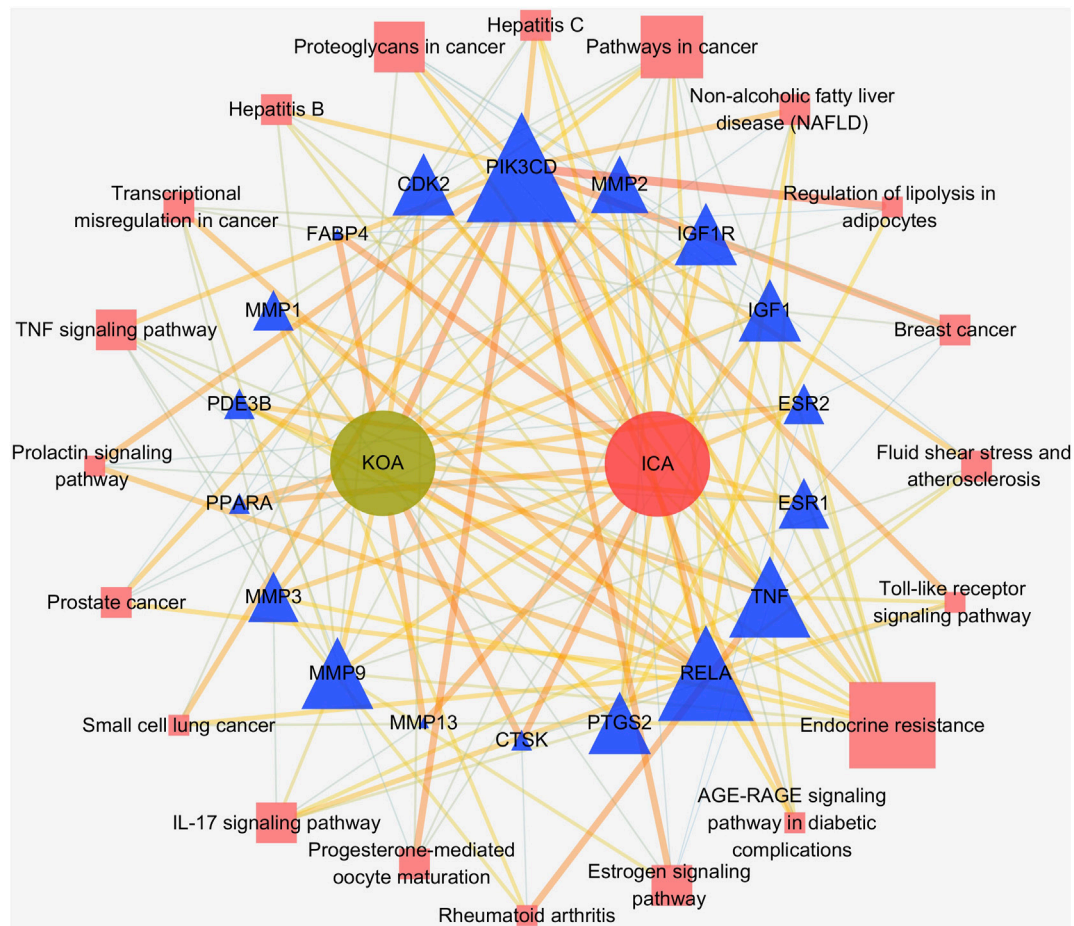 Hepatitis C
Proteoglycans in cancer
Pathways in cancer
Hepatitis B
Non-alcoholic fatty liver
disease (NAFLD)
PIK3CD
CDK2
MMP2
Transcriptional
misregulation in cancer
Regulation of lipolysis in
adipocytes
FABP4
IGF1R
MMP1
IGF1
TNF signaling pathway
Breast cancer
PDE3B
ESR2
Prolactin signaling
pathway
KOA
ICA
Fluid shear stress and
atherosclerosis
PPARA
ESR1
Prostate cancer
MMP3
TNF
Toll-like receptor
signaling pathway
MMP9
RELA
Small cell lung cancer
MMP13
CTSK
PTGS2
Endocrine resistance
IL-17 signaling pathway
AGE-RAGE signaling
pathway in diabetic
complications
Progesterone-mediated
oocyte maturation
Estrogen signaling
pathway
Rheumatoid arthritis